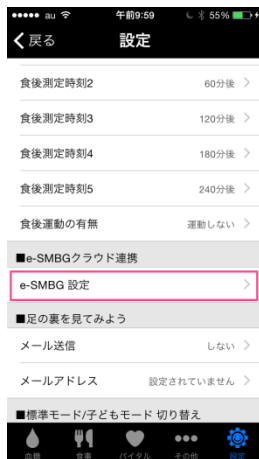 au 午前9:59 55%
戻る 設定
食後測定時刻2 60分後
食後測定時刻3 120分後
食後測定時刻4 180分後
食後測定時刻5 240分後
食後運動の有無 運動しない
■e-SMBGクラウド連携
e-SMBG 設定
■足の裏を見てみよう
メール送信 しない
メールアドレス 設定されていません
■標準モード/子どもモード 切り替え
血糖 食事 バイタル その他 設定